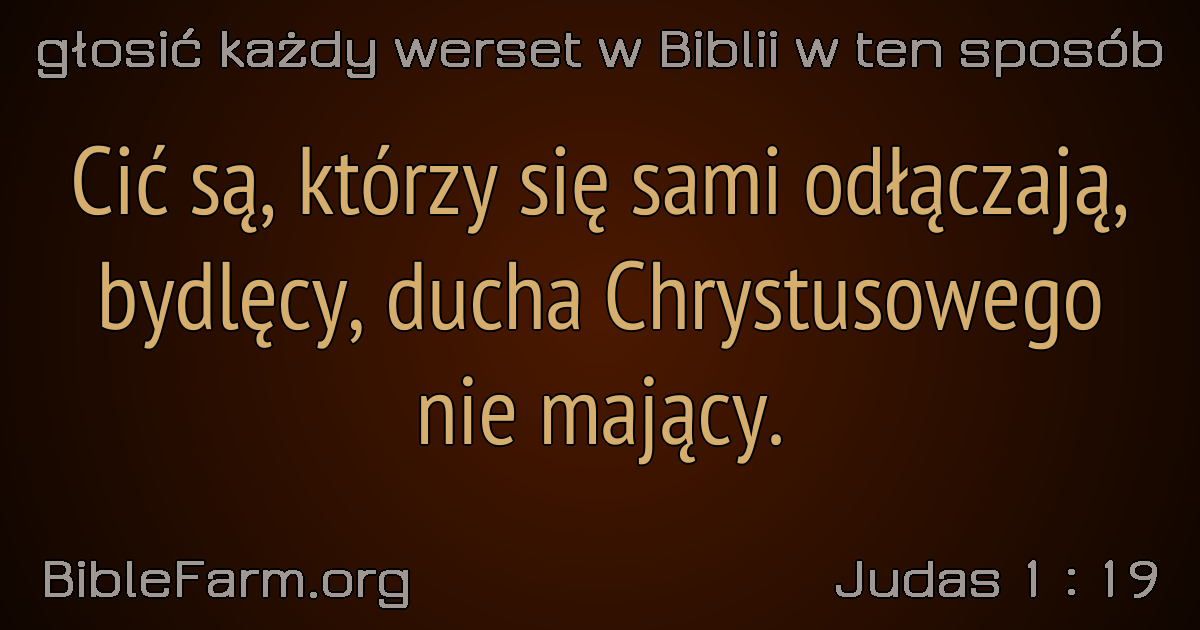 głosić każdy werset w Biblii w ten sposób
Cić są, którzy się sami odłączają,
bydlęcy, ducha Chrystusowego
nie mający.
BibleFarm.org
Judas 1 : 19